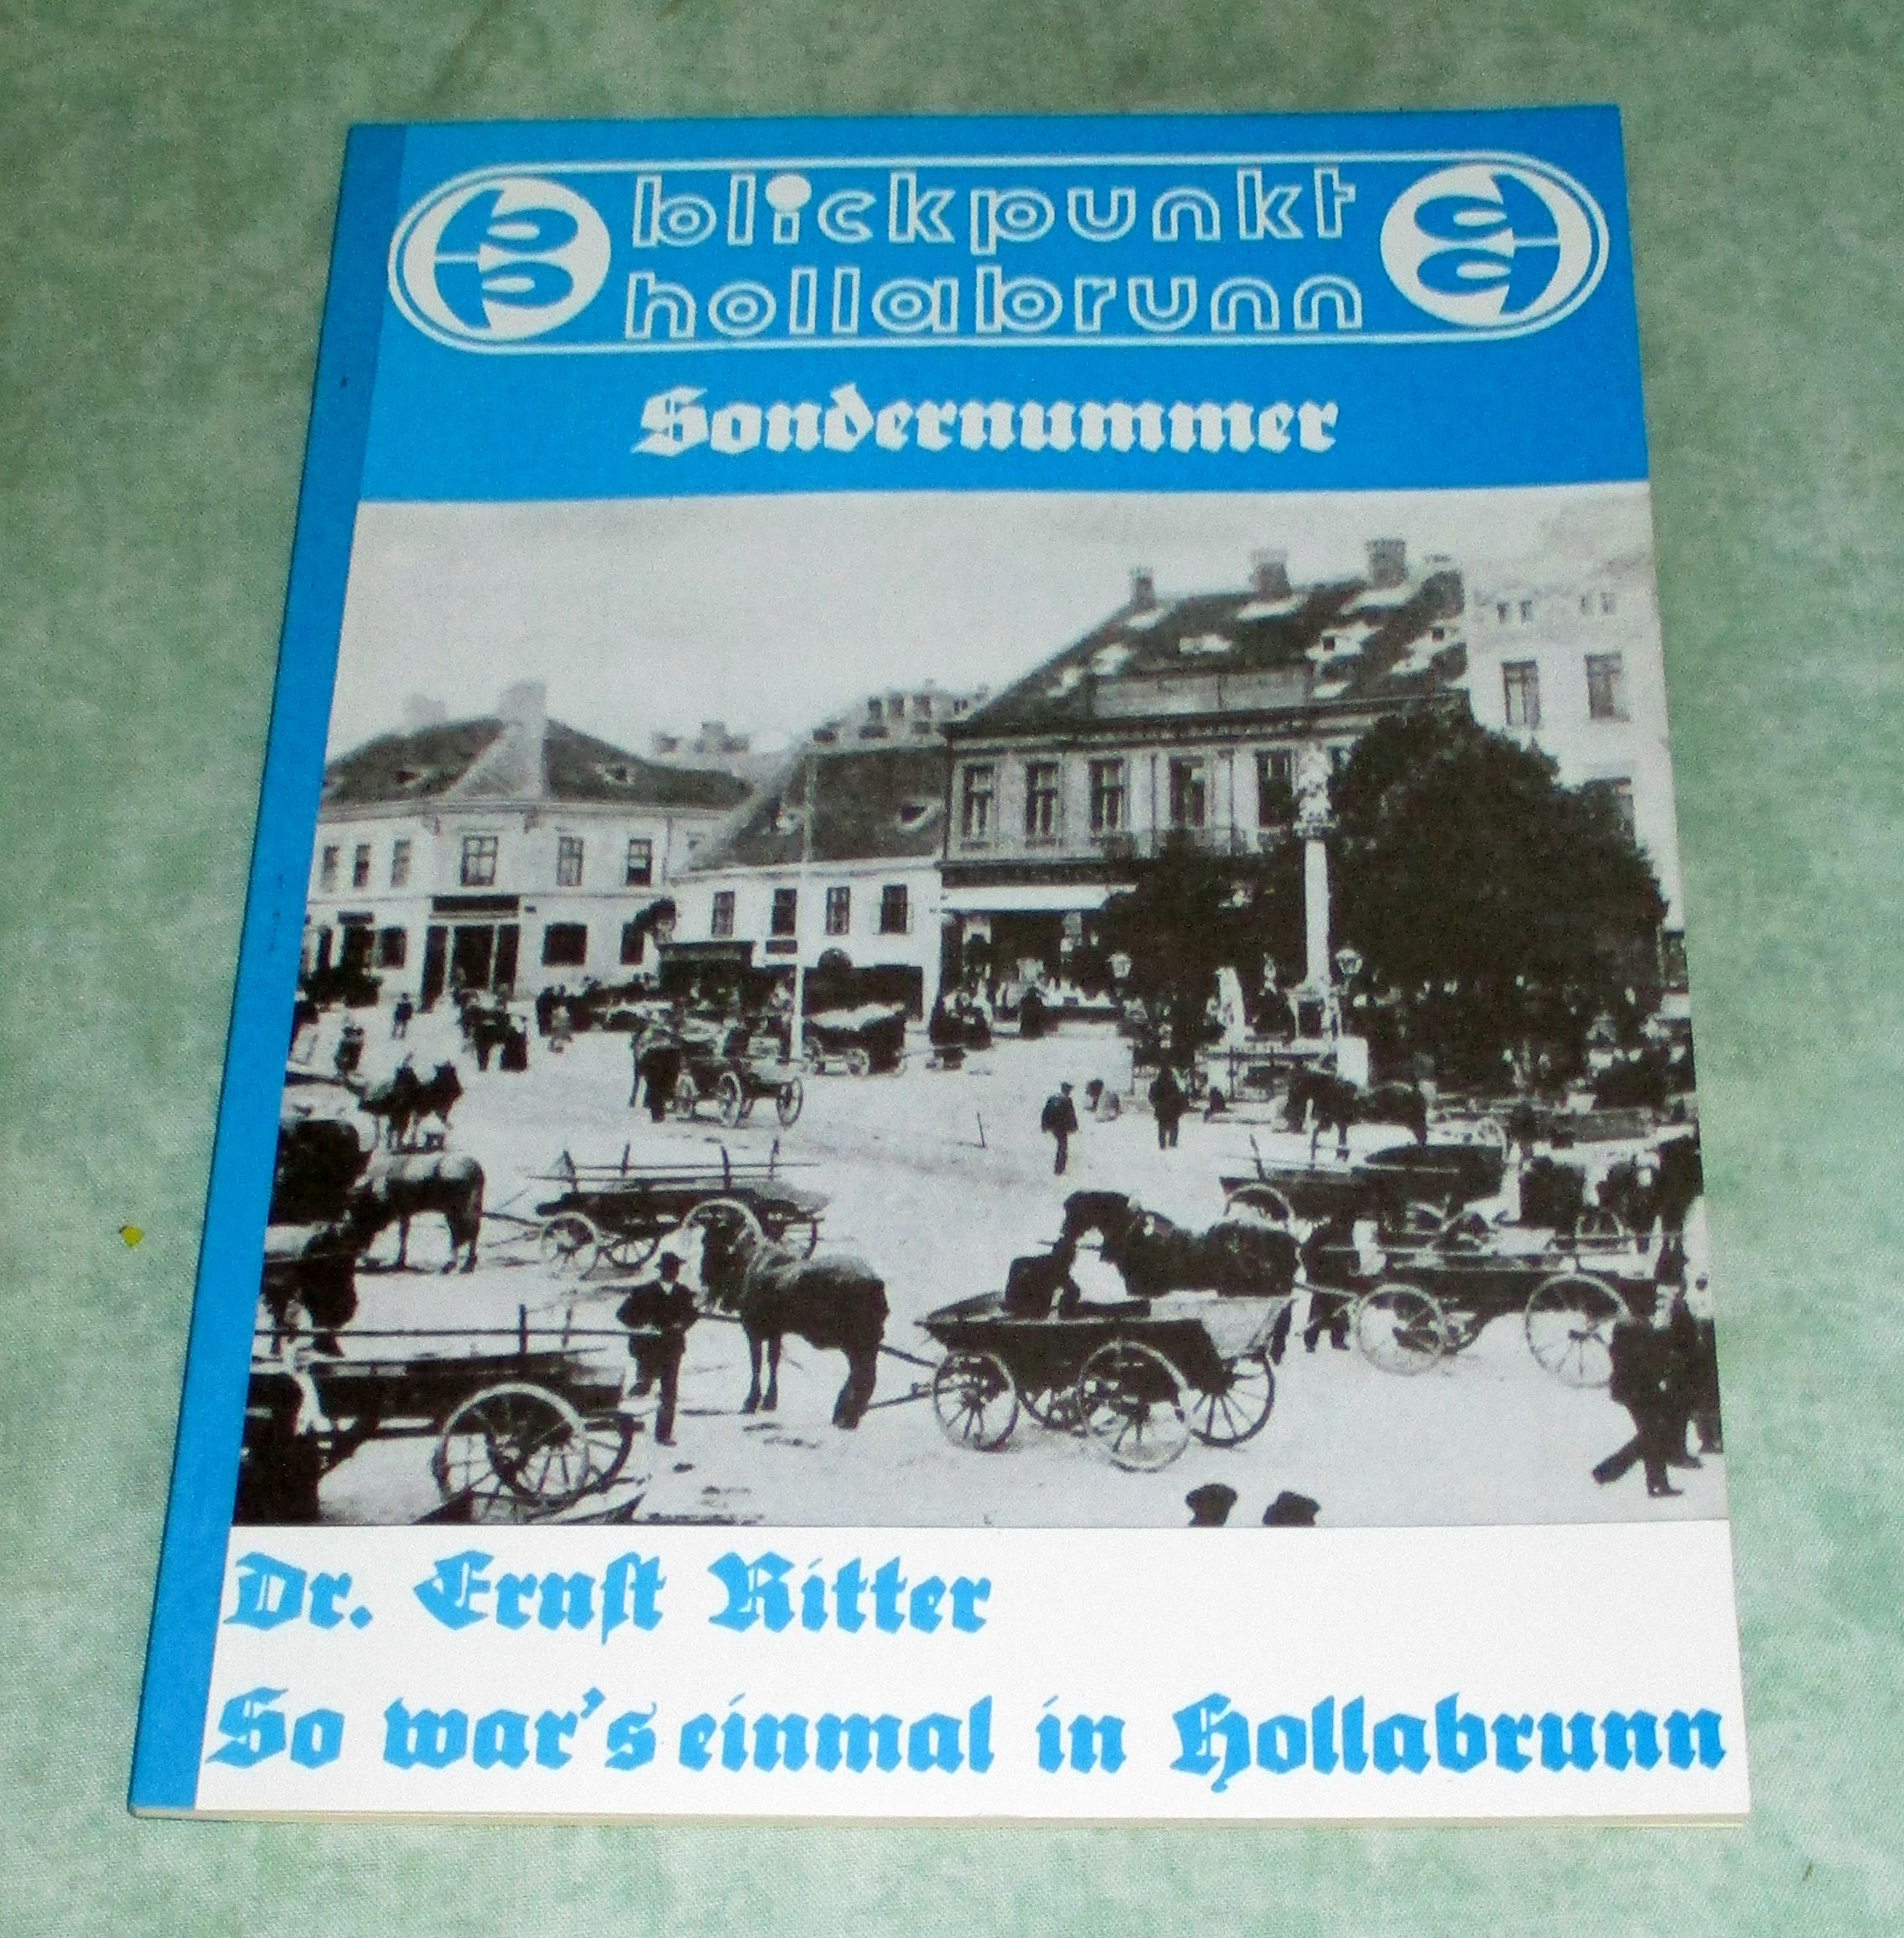 blickpunkt
hollabrunn
Sondernummer
Dr. Ernſt Ritter
So war's einmal in Hollabrunn